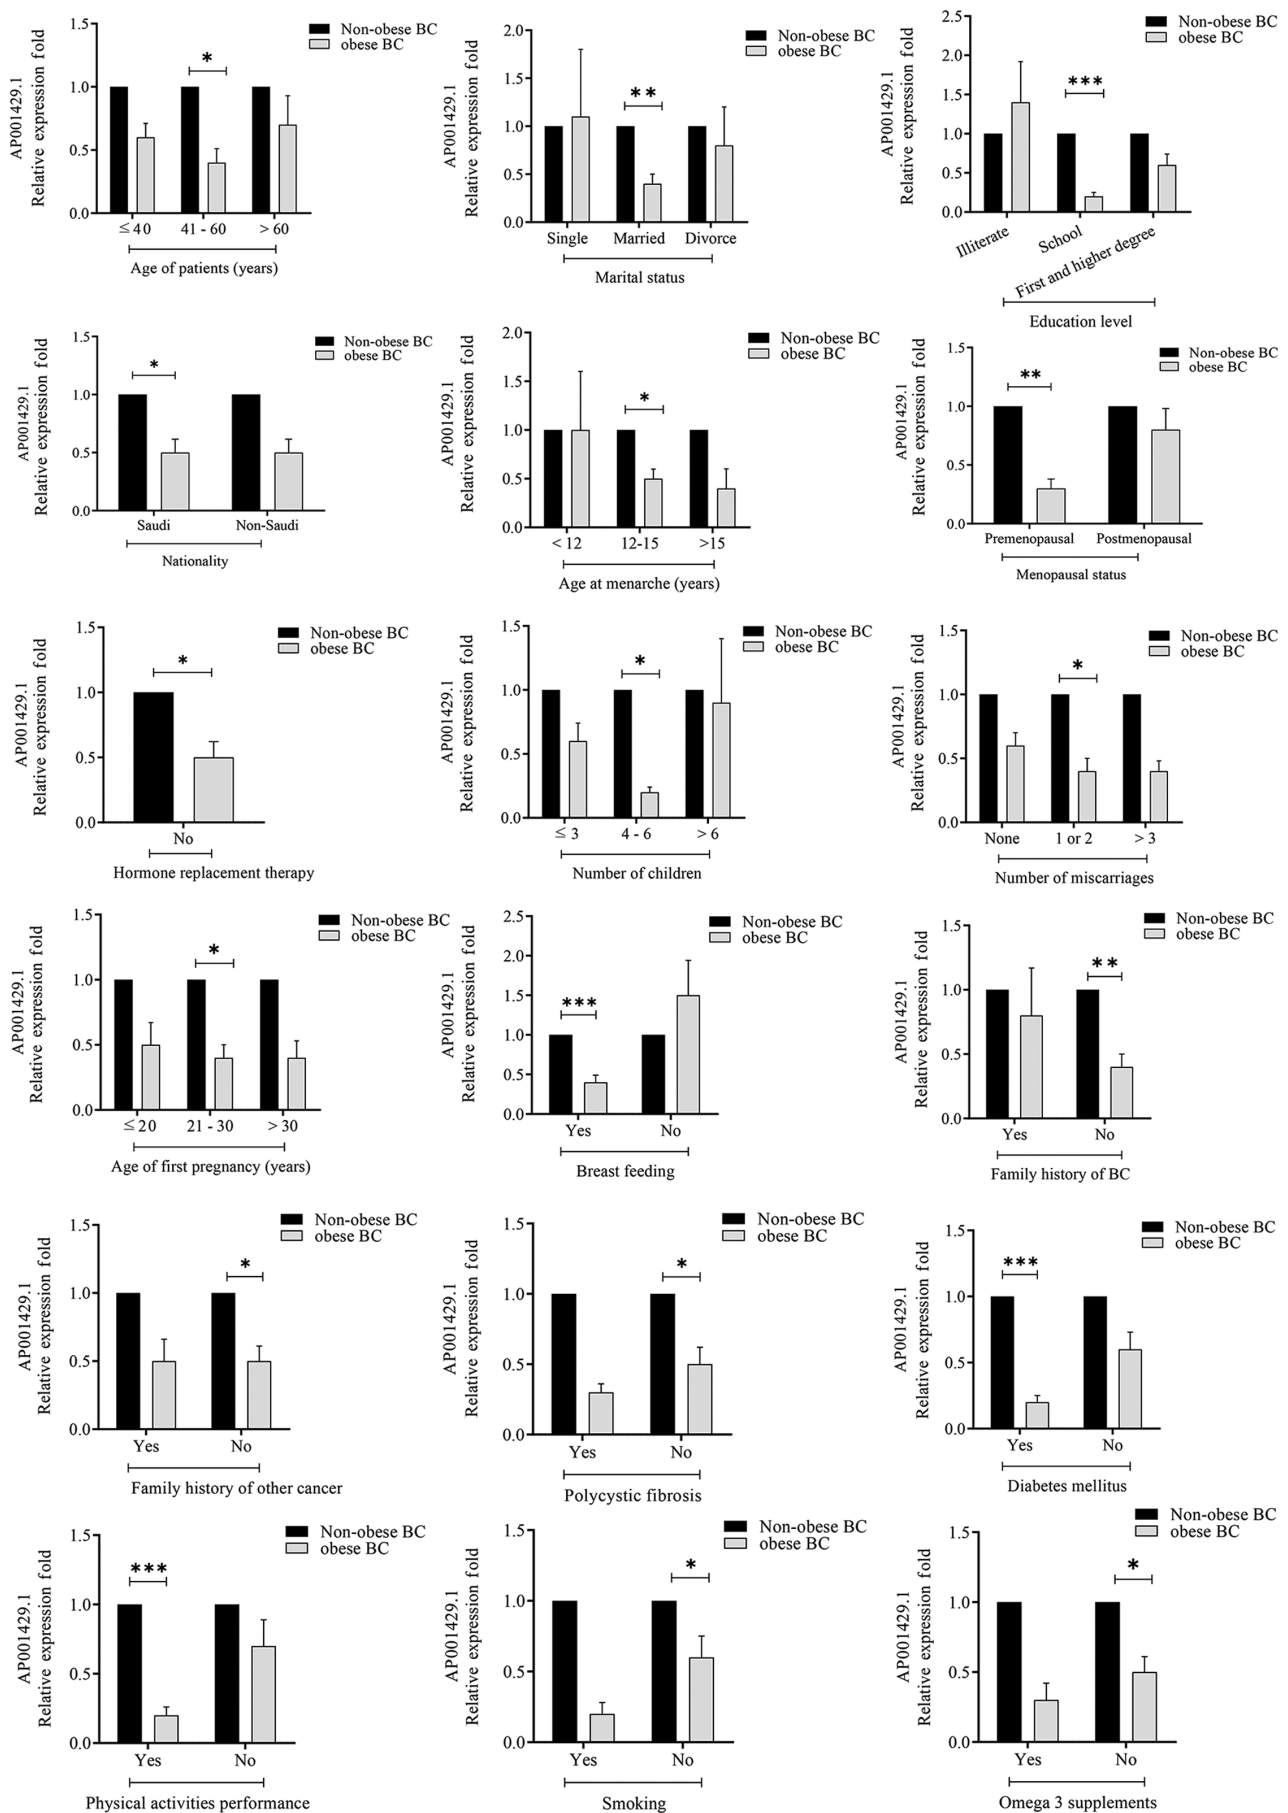 AP001429.1
Relative expression fold
1.5
1.0
0.5
0.0
Non-obese BC
obese BC
*
≤40
41 - 60
> 60
Age of patients (years)
AP001429.1
Relative expression fold
2.0
1.5
1.0
0.5
0.0
Non-obese BC
obese BC
**
Single
Married
Divorce
Marital status
AP001429.1
Relative expression fold
2.5
2.0
1.5
1.0
0.5
0.0
Non-obese BC
obese BC
***
Illiterate
School
First and higher degree
Education level
AP001429.1
Relative expression fold
1.5
1.0
0.5
0.0
Non-obese BC
obese BC
*
Saudi
Non-Saudi
Nationality
AP001429.1
Relative expression fold
2.0
1.5
1.0
0.5
0.0
Non-obese BC
obese BC
*
< 12
12-15
>15
Age at menarche (years)
AP001429.1
Relative expression fold
1.5
1.0
0.5
0.0
Non-obese BC
obese BC
**
Premenopausal
Postmenopausal
Menopausal status
AP001429.1
Relative expression fold
1.5
1.0
0.5
0.0
Non-obese BC
obese BC
*
No
Hormone replacement therapy
AP001429.1
Relative expression fold
1.5
1.0
0.5
0.0
Non-obese BC
obese BC
*
≤ 3
4 - 6
> 6
Number of children
AP001429.1
Relative expression fold
1.5
1.0
0.5
0.0
Non-obese BC
obese BC
*
None
1 or 2
> 3
Number of miscarriages
AP001429.1
Relative expression fold
1.5
1.0
0.5
0.0
Non-obese BC
obese BC
*
≤20
21 - 30
> 30
Age of first pregnancy (years)
AP001429.1
Relative expression fold
2.5
2.0
1.5
1.0
0.5
0.0
Non-obese BC
obese BC
***
Yes
No
Breast feeding
AP001429.1
Relative expression fold
1.5
1.0
0.5
0.0
Non-obese BC
obese BC
**
Yes
No
Family history of BC
AP001429.1
Relative expression fold
1.5
1.0
0.5
0.0
Non-obese BC
obese BC
*
Yes
No
Family history of other cancer
AP001429.1
Relative expression fold
1.5
1.0
0.5
0.0
Non-obese BC
obese BC
*
Yes
No
Polycystic fibrosis
AP001429.1
Relative expression fold
1.5
1.0
0.5
0.0
Non-obese BC
obese BC
***
Yes
No
Diabetes mellitus
AP001429.1
Relative expression fold
1.5
1.0
0.5
0.0
Non-obese BC
obese BC
***
Yes
No
Physical activities performance
AP001429.1
Relative expression fold
1.5
1.0
0.5
0.0
Non-obese BC
obese BC
*
Yes
No
Smoking
AP001429.1
Relative expression fold
1.5
1.0
0.5
0.0
Non-obese BC
obese BC
*
Yes
No
Omega 3 supplements